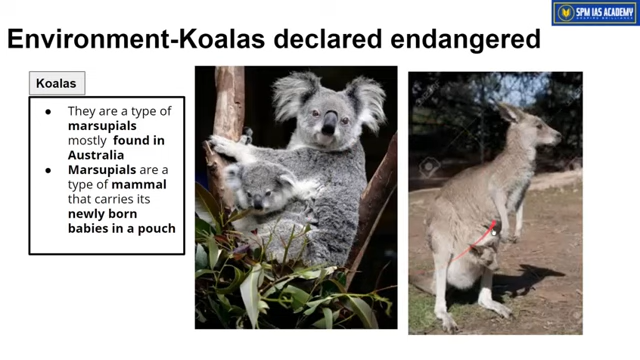 SPM IAS ACADEMY
Environment-Koalas declared endangered
Koalas
● They are a type of
marsupials
mostly found in
Australia
● Marsupials are a
type of mammal
that carries its
newly born
babies in a pouch